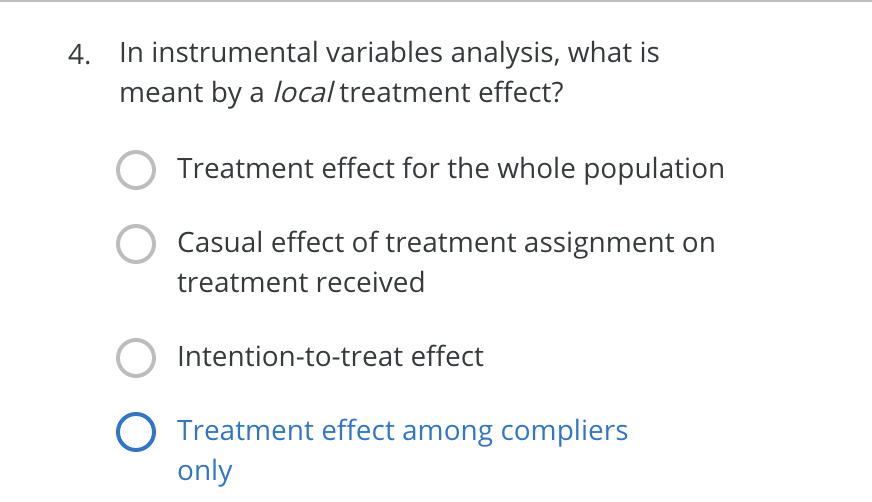 4. In instrumental variables analysis, what is
meant by a local treatment effect?
Treatment effect for the whole population
Casual effect of treatment assignment on
treatment received
Intention-to-treat effect
Treatment effect among compliers
only